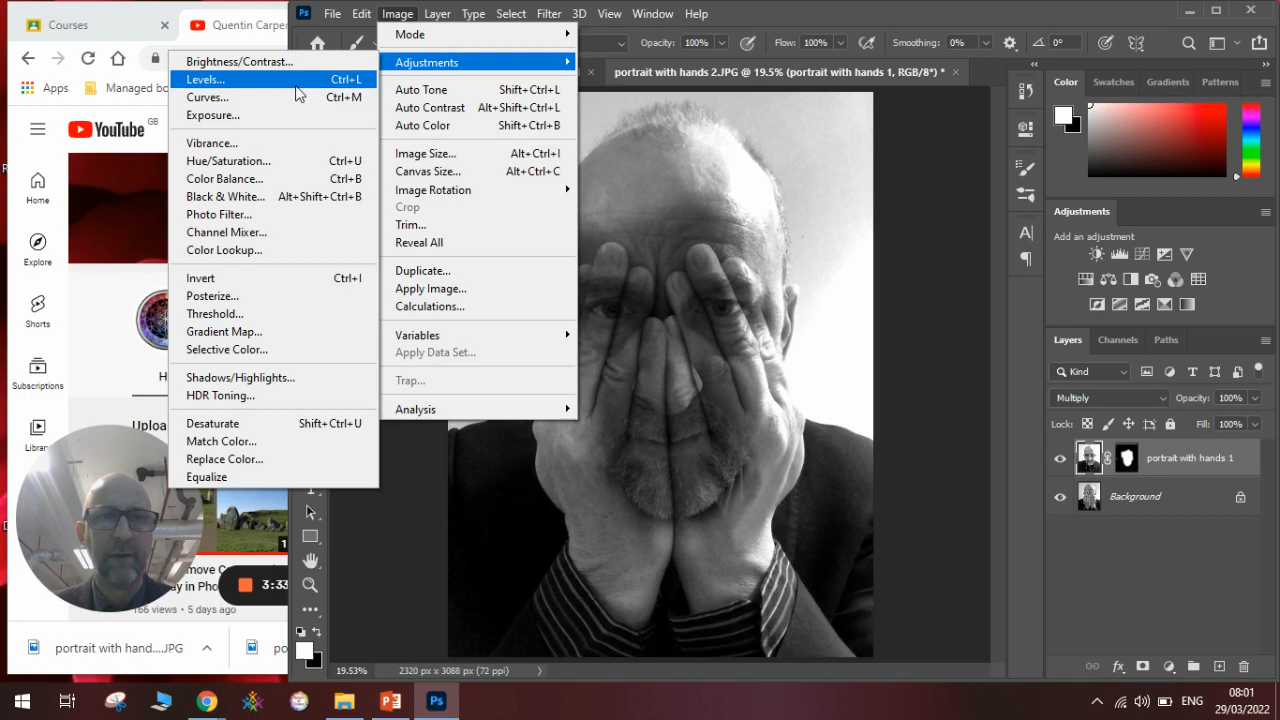 Courses
Quentin Carpe
Ps
File Edit Image Layer Type Select Filter 3D View Window Help
Opacity: 100% Flow: 100% Smoothing: 0% 0°
portrait with hands 2.JPG @ 19.5% (portrait with hands 1, RGB/8*) *
Apps Managed bo
YouTube GB
Home
Explore
Shorts
Subscriptions
Librar
H
Uploa
Brightness/Contrast...
Levels... Ctrl+L
Curves... Ctrl+M
Exposure...
Vibrance...
Hue/Saturation... Ctrl+U
Color Balance... Ctrl+B
Black & White... Alt+Shift+Ctrl+B
Photo Filter...
Channel Mixer...
Color Lookup...
Invert Ctrl+I
Posterize...
Threshold...
Gradient Map...
Selective Color...
Shadows/Highlights...
HDR Toning...
Desaturate Shift+Ctrl+U
Match Color...
Replace Color...
Equalize
Mode
Adjustments
Auto Tone Shift+Ctrl+L
Auto Contrast Alt+Shift+Ctrl+L
Auto Color Shift+Ctrl+B
Image Size... Alt+Ctrl+I
Canvas Size... Alt+Ctrl+C
Image Rotation
Crop
Trim...
Reveal All
Duplicate...
Apply Image...
Calculations...
Variables
Apply Data Set...
Trap...
Analysis
Color Swatches Gradients Patterns
Adjustments
Add an adjustment
Layers Channels Paths
Kind
Multiply Opacity: 100%
Lock: Fill: 100%
portrait with hands 1
Background
1
move C
day in Pho
3:33
166 views • 5 days ago
portrait with hand....JPG
po
19.53% 2320 px x 3088 px (72 ppi)
ENG
08:01
29/03/2022